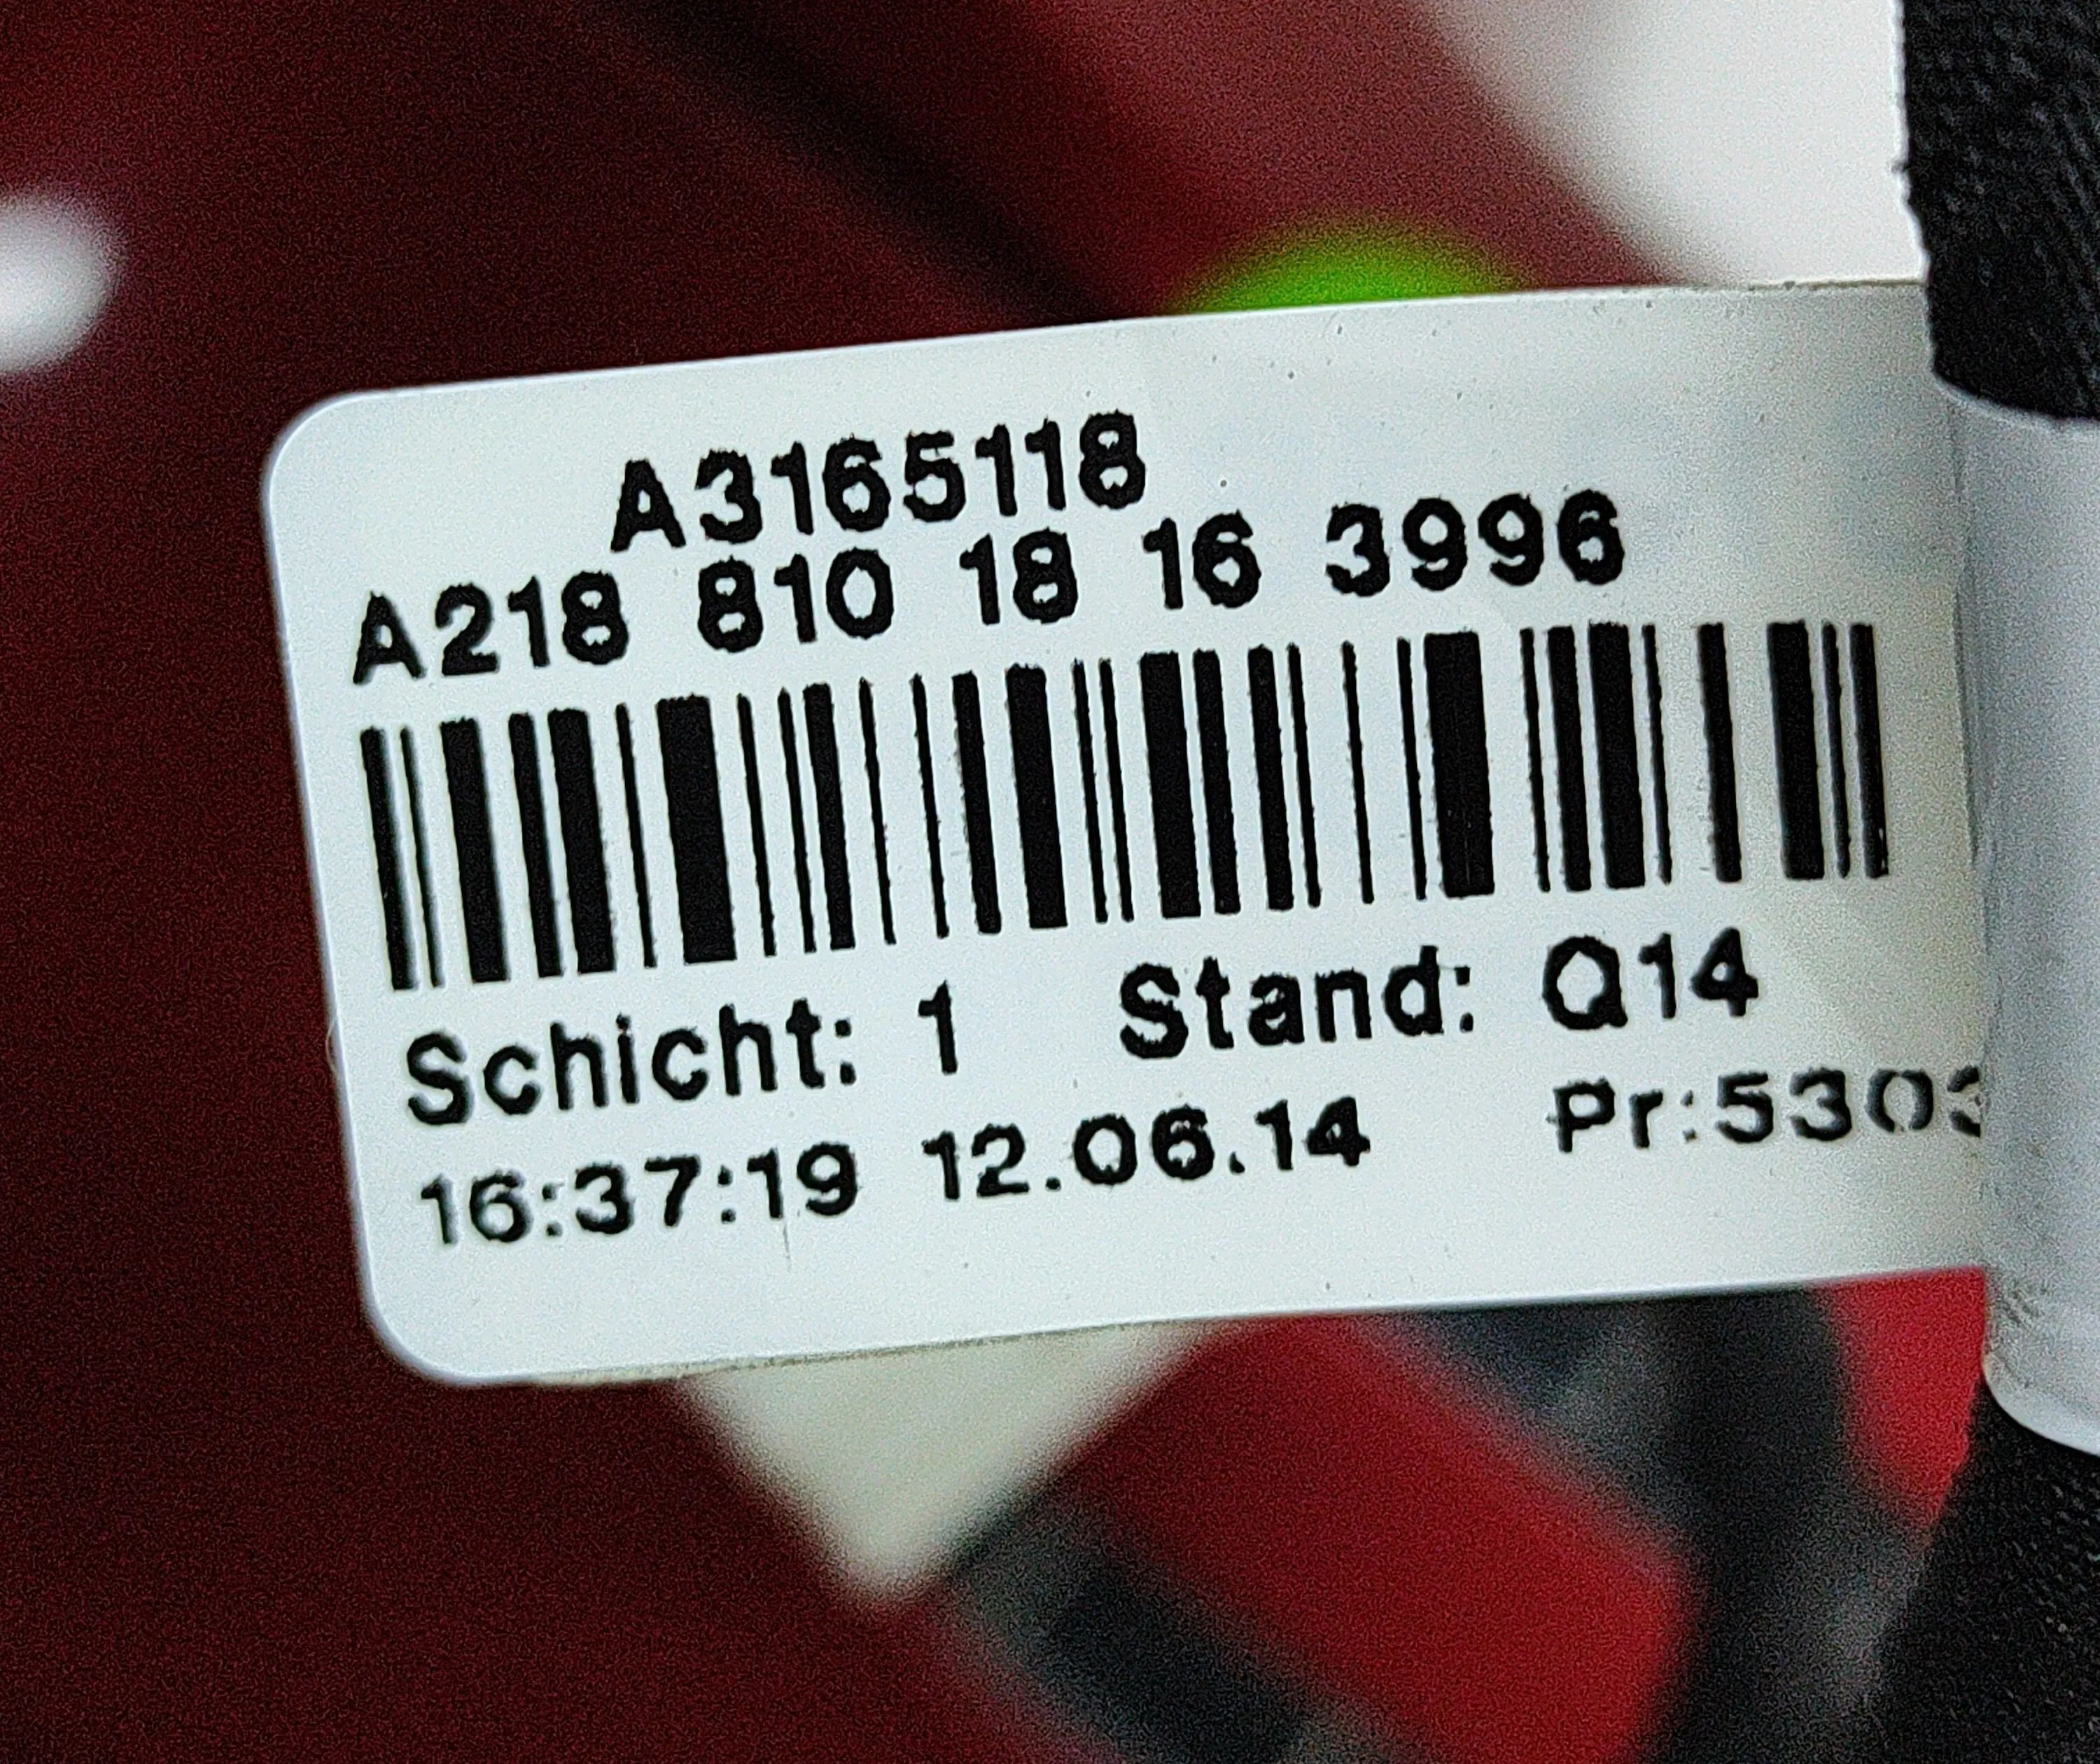 A3165118
A218 810 18 16 3996
Schicht: 1 Stand: Q14
16:37:19 12.06.14 Pr:5303